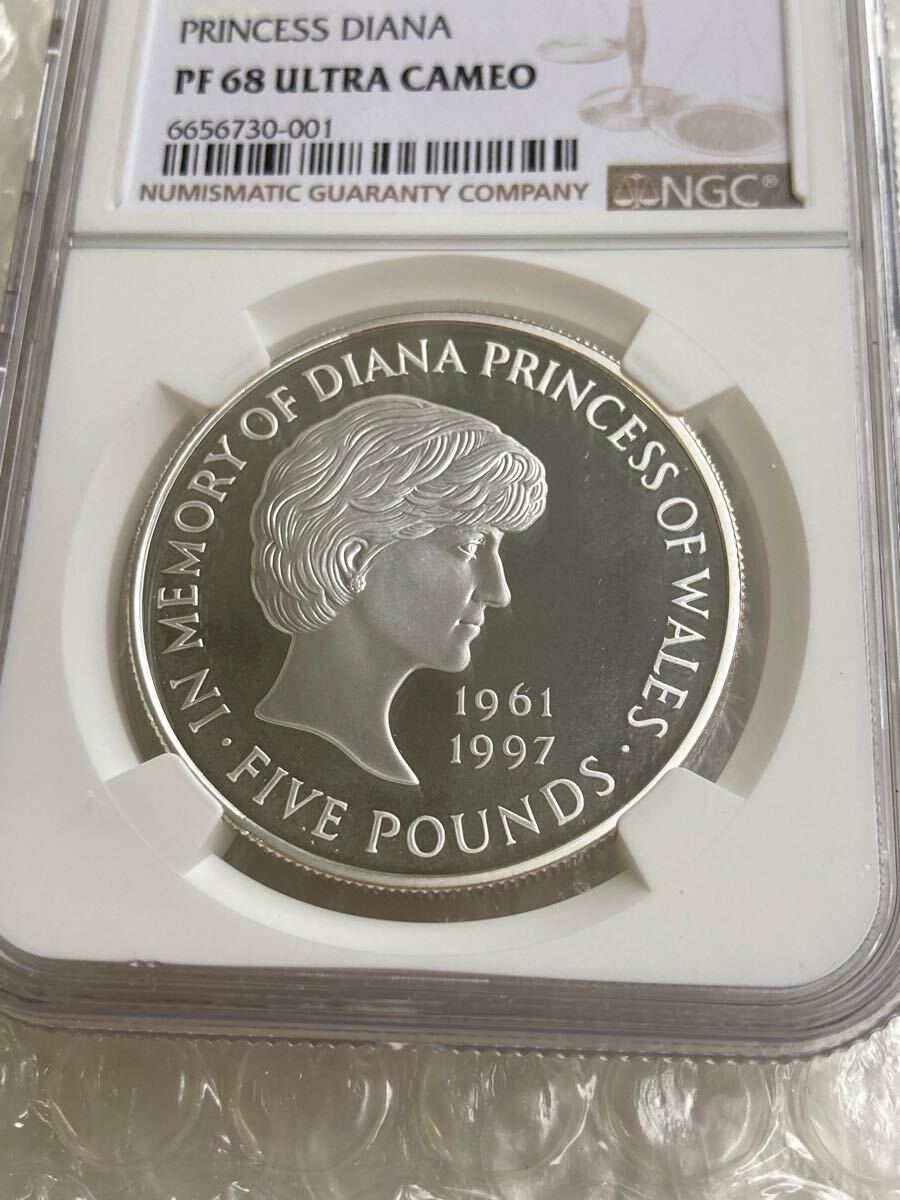 PRINCESS DIANA
PF 68 ULTRA CAMEO
6656730-001
NUMISMATIC GUARANTY COMPANY
NGC®
IN MEMORY OF DIANA PRINCESS OF WALES
1961
1997
· FIVE POUNDS ·